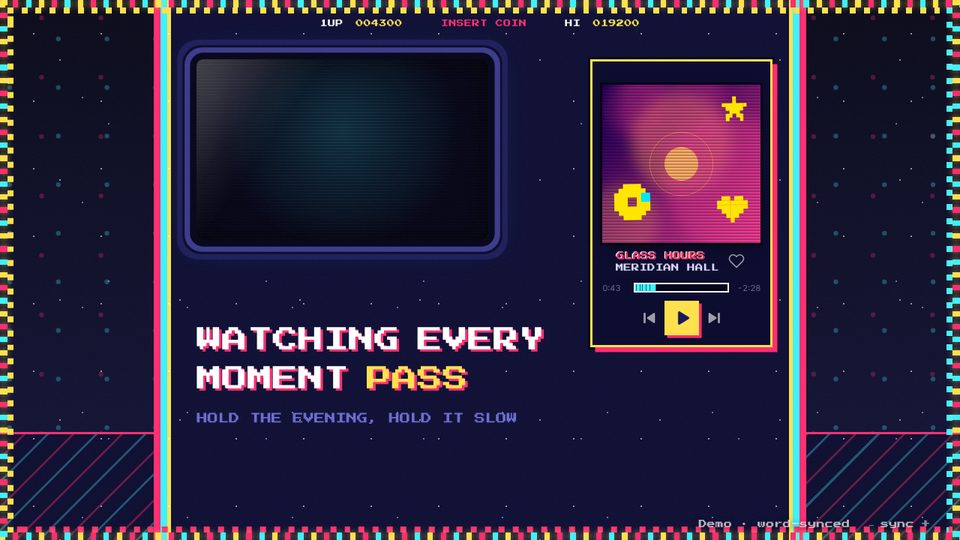 1UP 004300 INSERT COIN HI 019200
GLASS HOURS
MERIDIAN HALL
0:43 -2:28
WATCHING EVERY
MOMENT PASS
HOLD THE EVENING, HOLD IT SLOW
Demo · word-synced - sync +